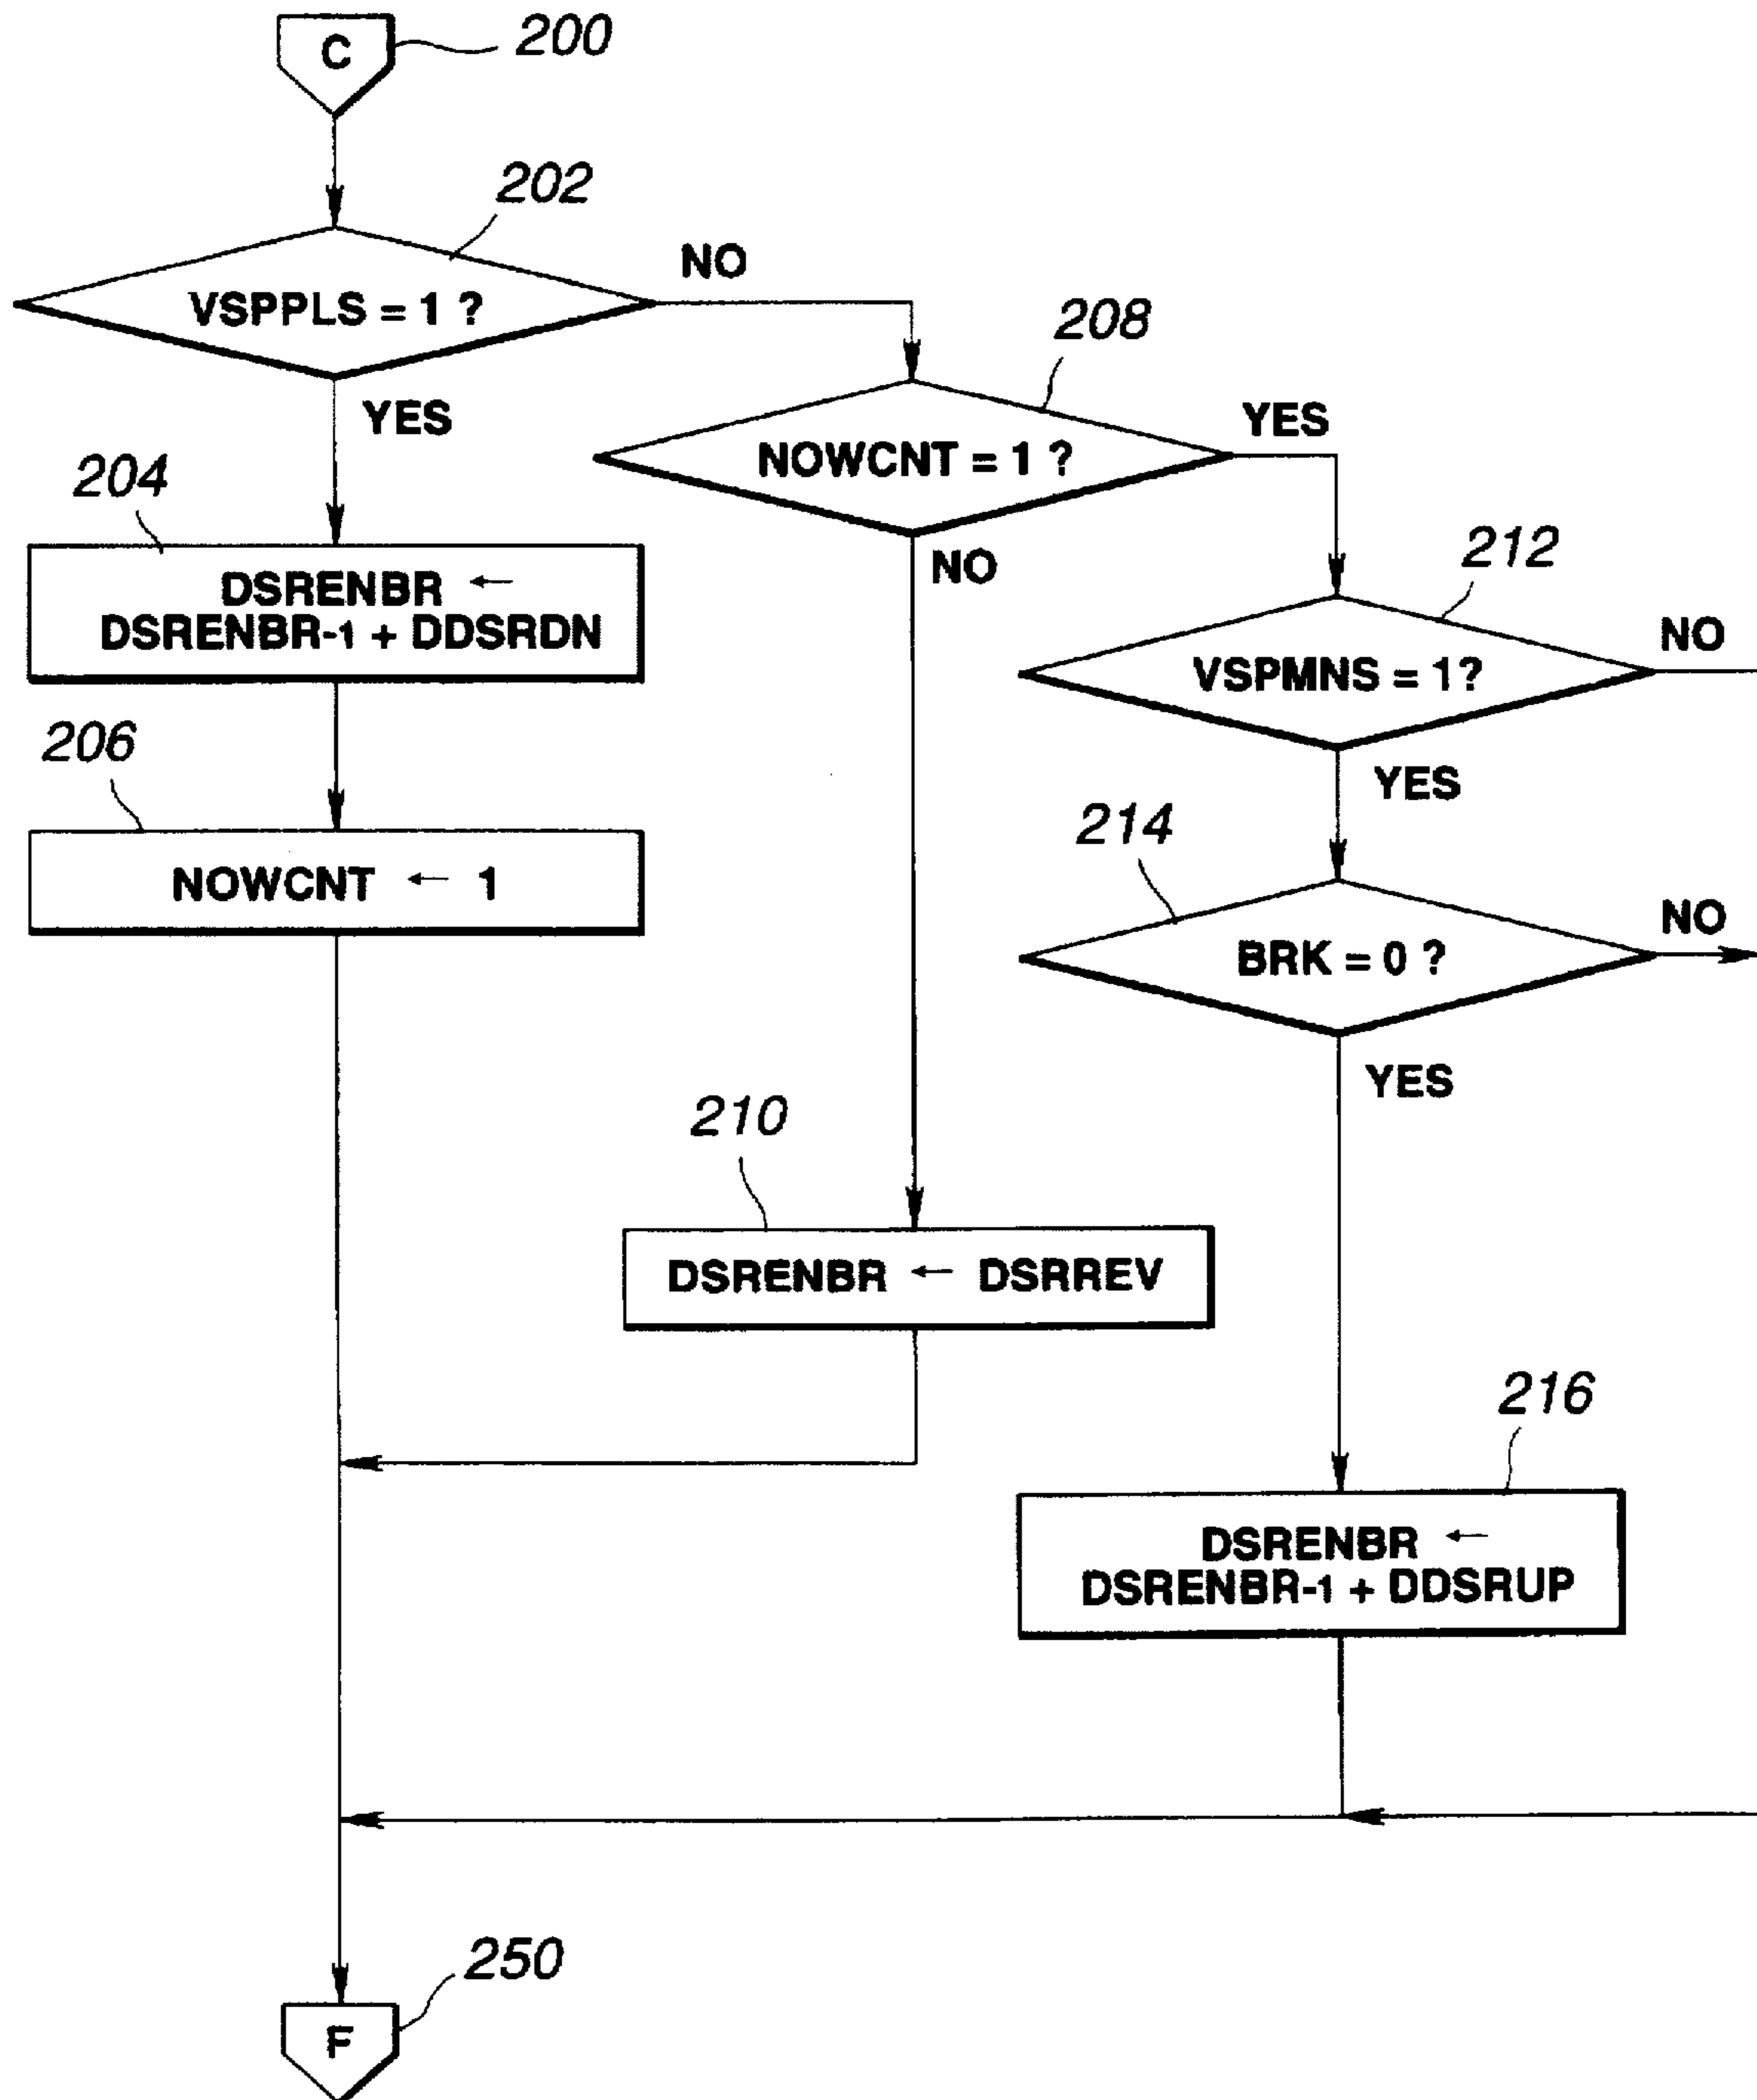 C
200
202
VSPPLS = 1 ?
NO
YES
208
NOWCNT = 1 ?
YES
NO
204
DSRENBR ←
DSRENBR-1 + DDSRDN
206
NOWCNT ← 1
212
VSPMNS = 1?
NO
YES
214
BRK = 0 ?
NO
YES
210
DSRENBR ← DSRREV
216
DSRENBR ←
DSRENBR-1 + DDSRUP
250
F